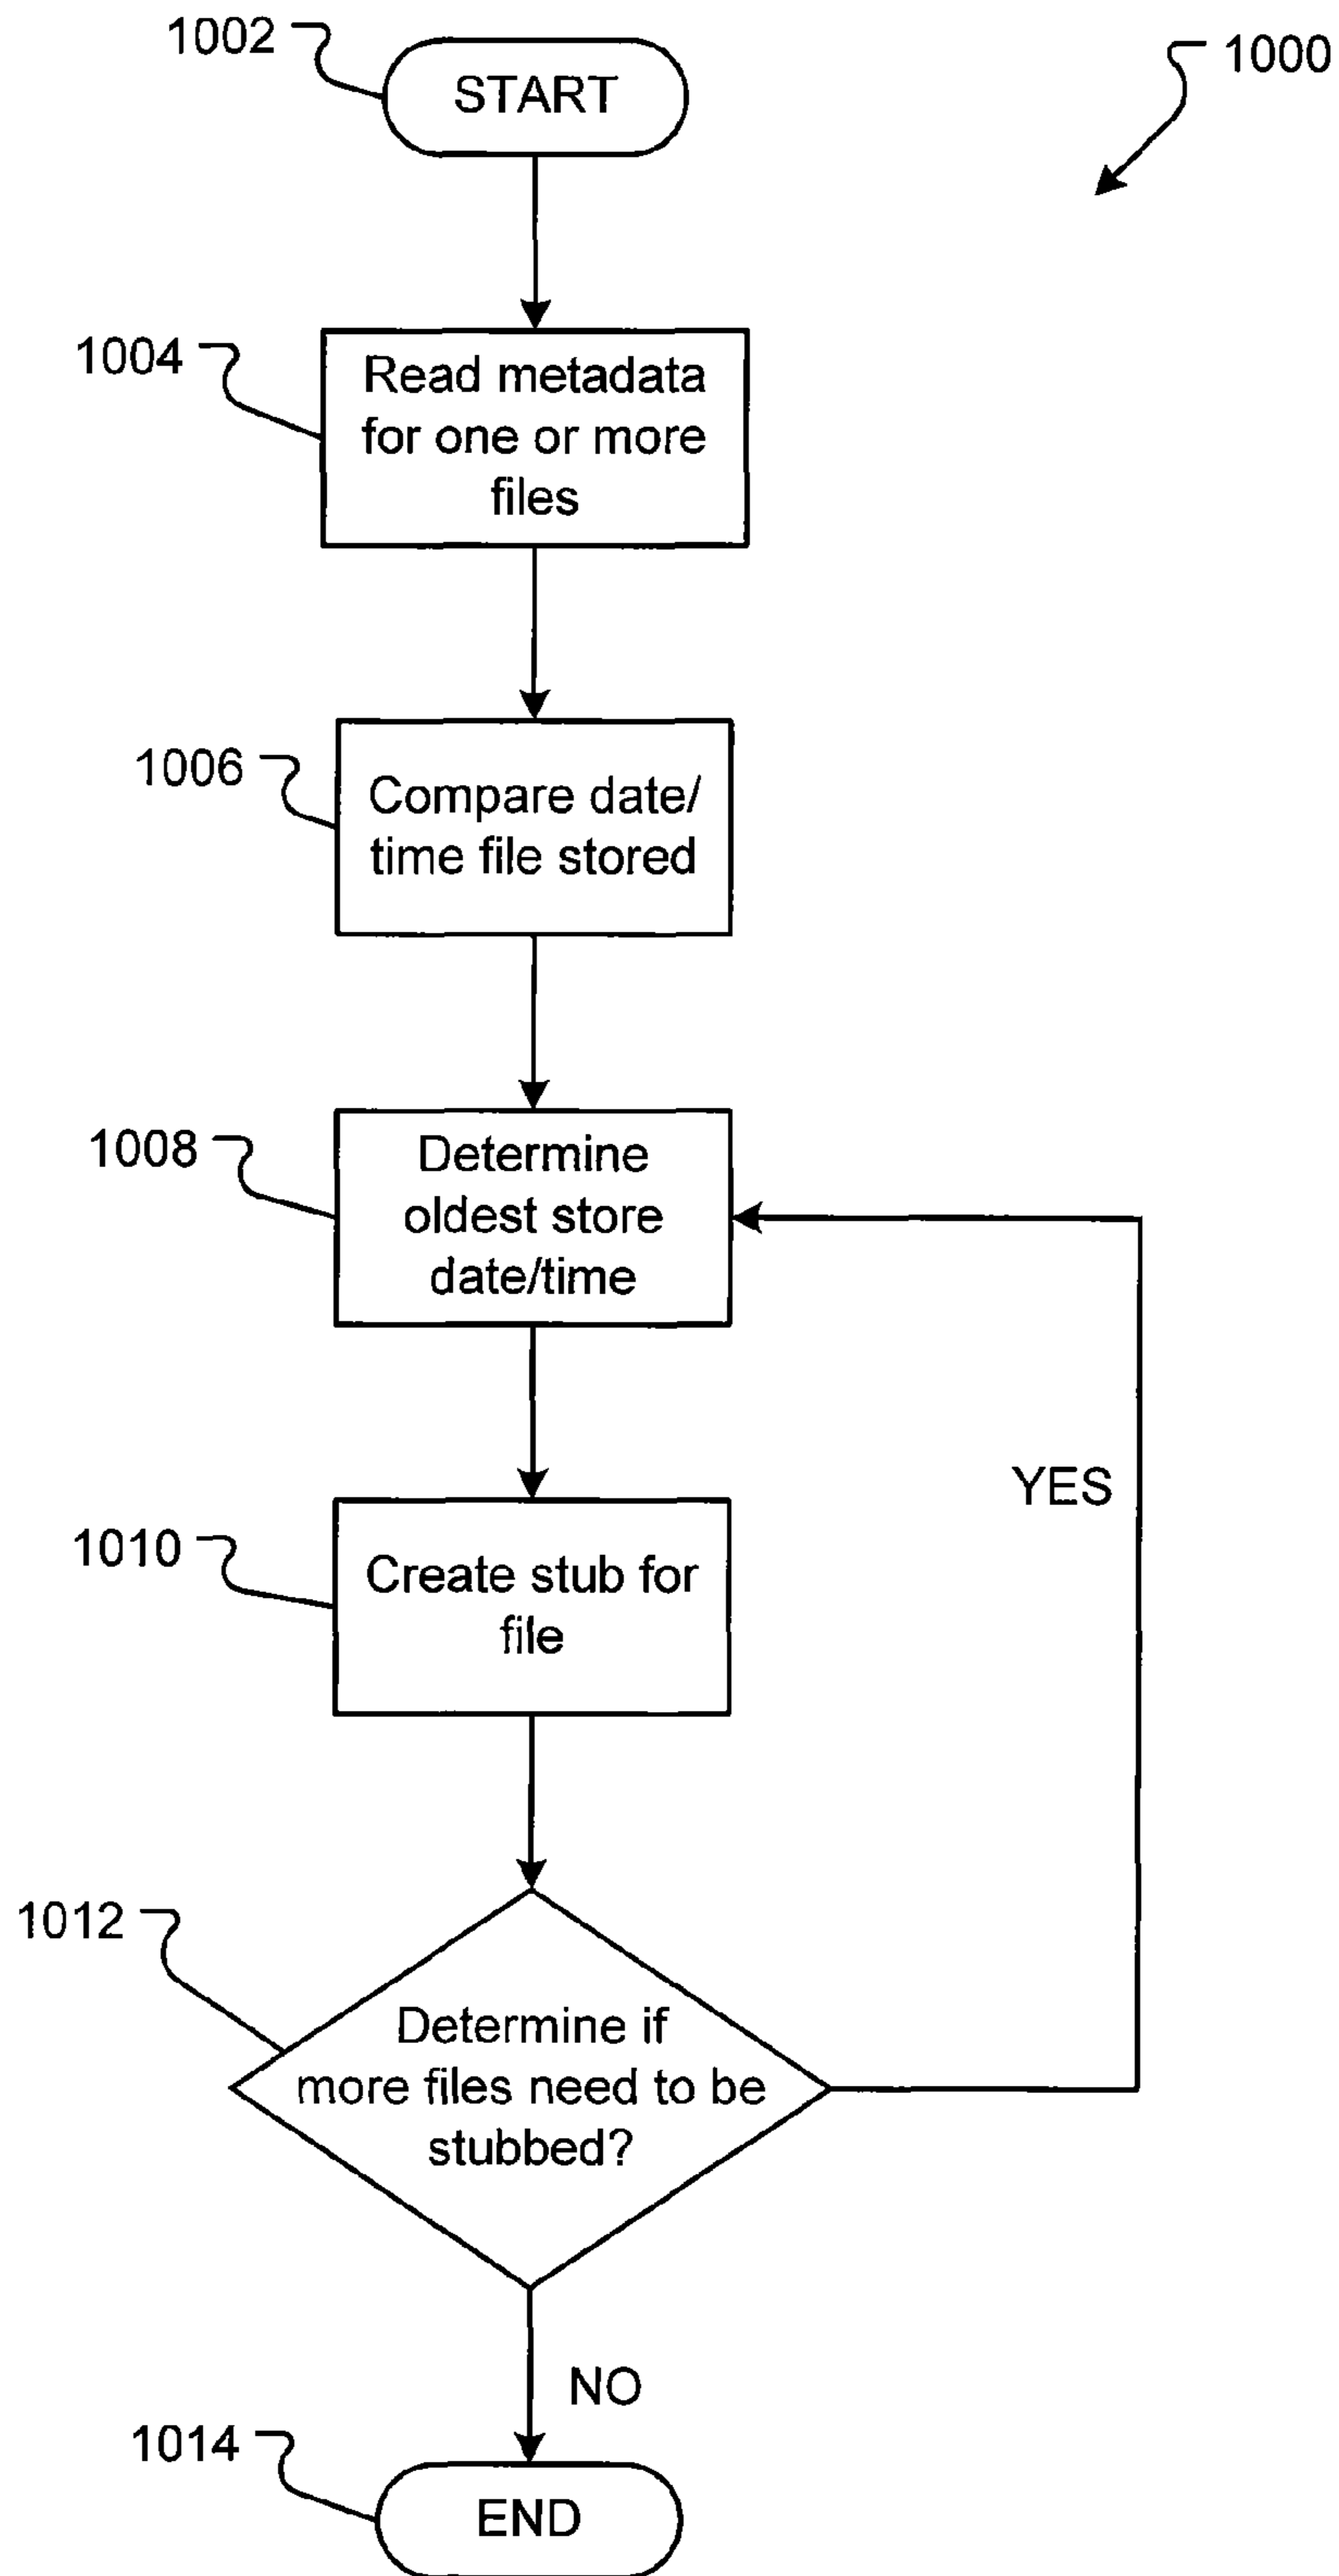 1002
START
1000
1004
Read metadata
for one or more
files
1006
Compare date/
time file stored
1008
Determine
oldest store
date/time
YES
1010
Create stub for
file
1012
Determine if
more files need to be
stubbed?
NO
1014
END